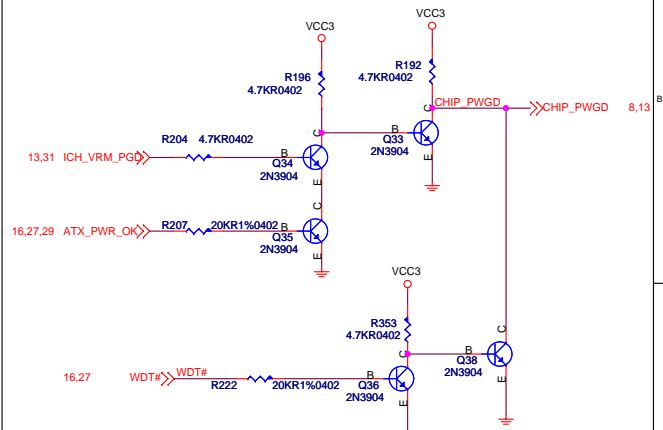 VCC3
VCC3
R196
4.7KR0402
R192
4.7KR0402
C
CHIP_PWGD
CHIP_PWGD
8,13
B
R204
4.7KR0402
C
B
Q33
2N3904
E
13,31
ICH_VRM_PGD
B
Q34
2N3904
E
C
16,27,29
ATX_PWR_OK
R207
20KR1%0402
B
Q35
2N3904
E
VCC3
R353
4.7KR0402
C
B
Q38
2N3904
C
E
16,27
WDT#
WDT#
R222
20KR1%0402
B
Q36
2N3904
E